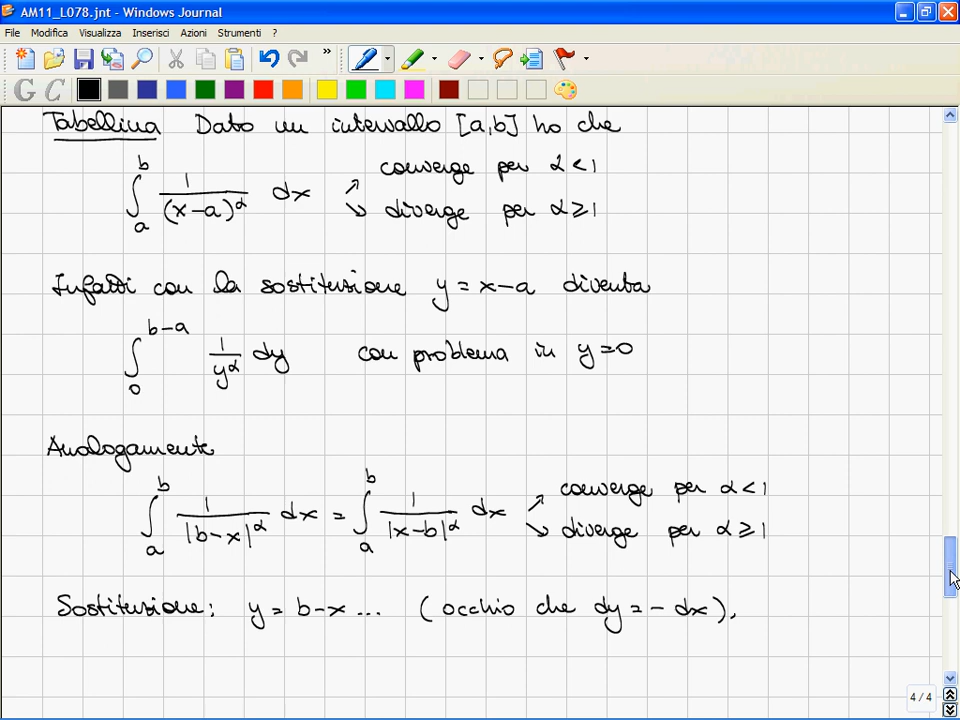 AM11_L078.jnt - Windows Journal
File Modifica Visualizza Inserisci Azioni Strumenti ?
Tabellina Dato un intervallo [a,b] ho che
∫_a^b 1/(x-a)^α dx ↗ converge per α < 1
↘ diverge per α ≥ 1
Infatti con la sostituzione y = x-a diventa
∫_0^{b-a} 1/y^α dy con problema in y=0
Analogamente
∫_a^b 1/|b-x|^α dx = ∫_a^b 1/|x-b|^α dx ↗ converge per α < 1
↘ diverge per α ≥ 1
Sostituzione: y = b-x ... (occhio che dy = - dx).
4 / 4